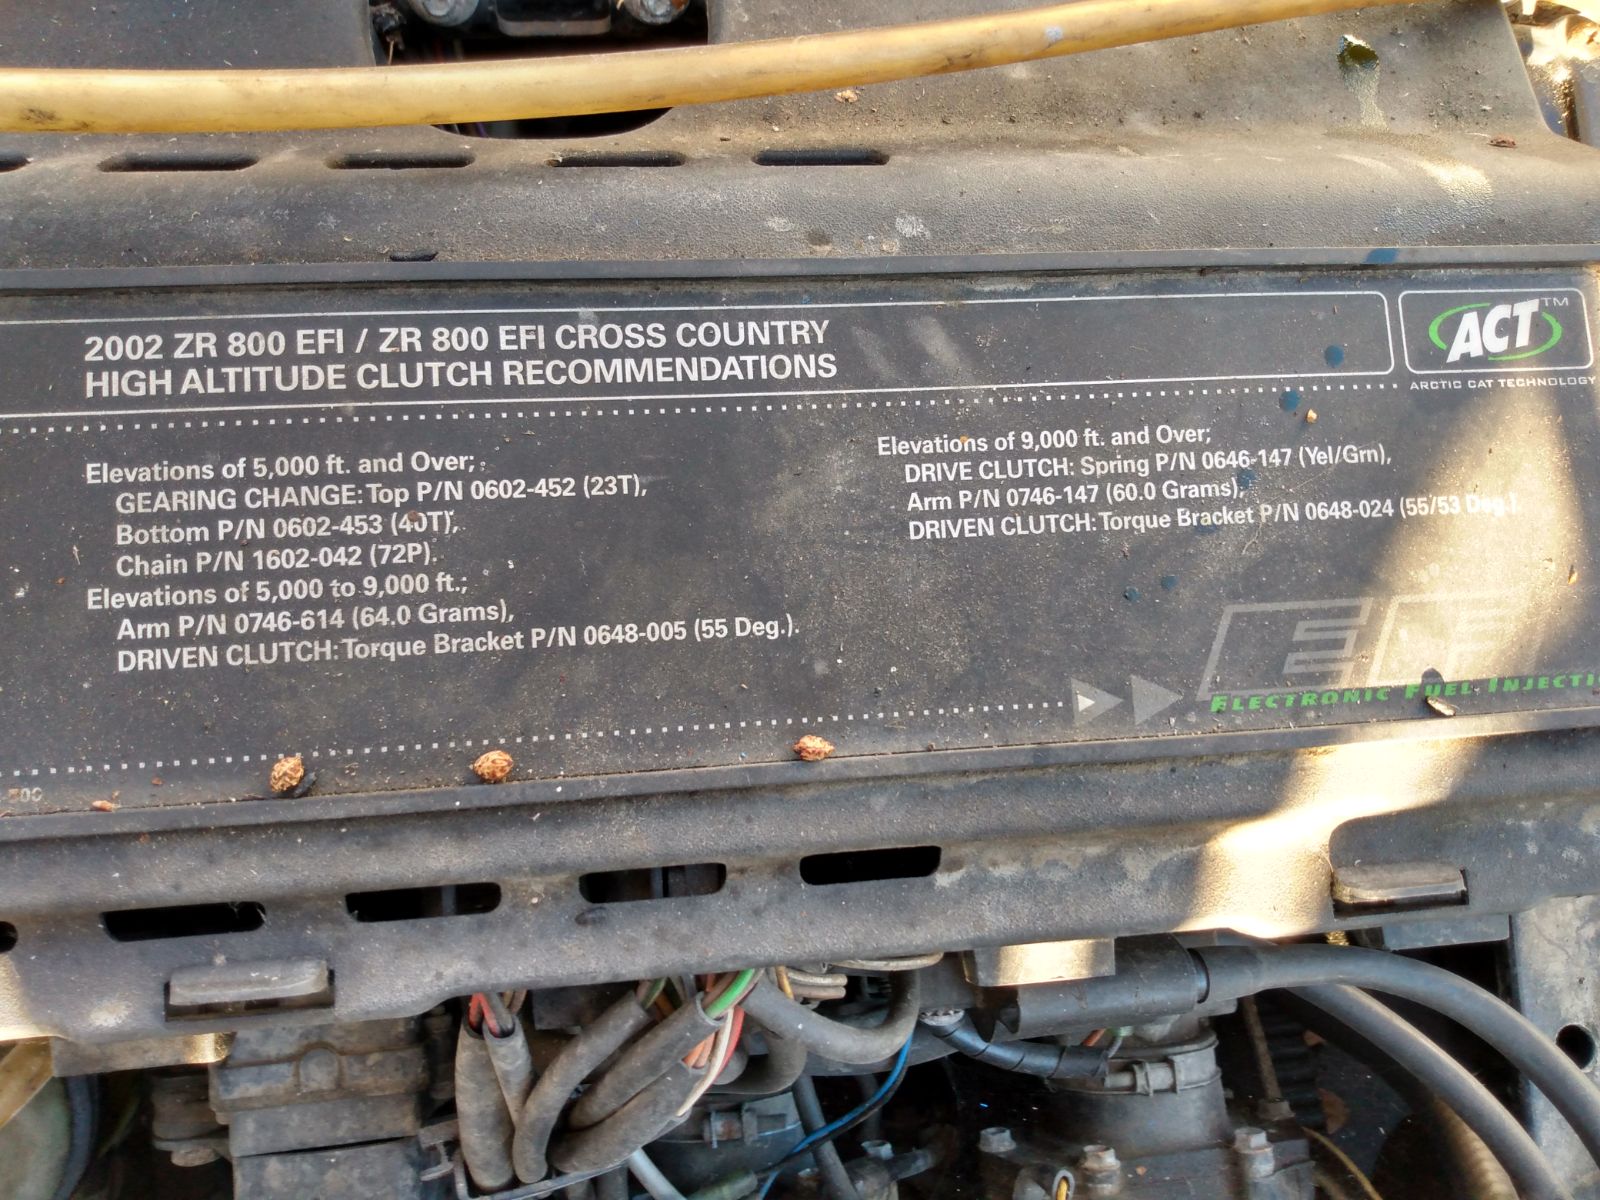 2002 ZR 800 EFI / ZR 800 EFI CROSS COUNTRY
HIGH ALTITUDE CLUTCH RECOMMENDATIONS
ACT™
ARCTIC CAT TECHNOLOGY
Elevations of 5,000 ft. and Over;
GEARING CHANGE: Top P/N 0602-452 (23T),
Bottom P/N 0602-453 (40T),
Chain P/N 1602-042 (72P).
Elevations of 5,000 to 9,000 ft.;
Arm P/N 0746-614 (64.0 Grams),
DRIVEN CLUTCH: Torque Bracket P/N 0648-005 (55 Deg.).
Elevations of 9,000 ft. and Over;
DRIVE CLUTCH: Spring P/N 0646-147 (Yel/Grn),
Arm P/N 0746-147 (60.0 Grams),
DRIVEN CLUTCH: Torque Bracket P/N 0648-024 (55/53 Deg.).
EFI
ELECTRONIC FUEL INJECTI